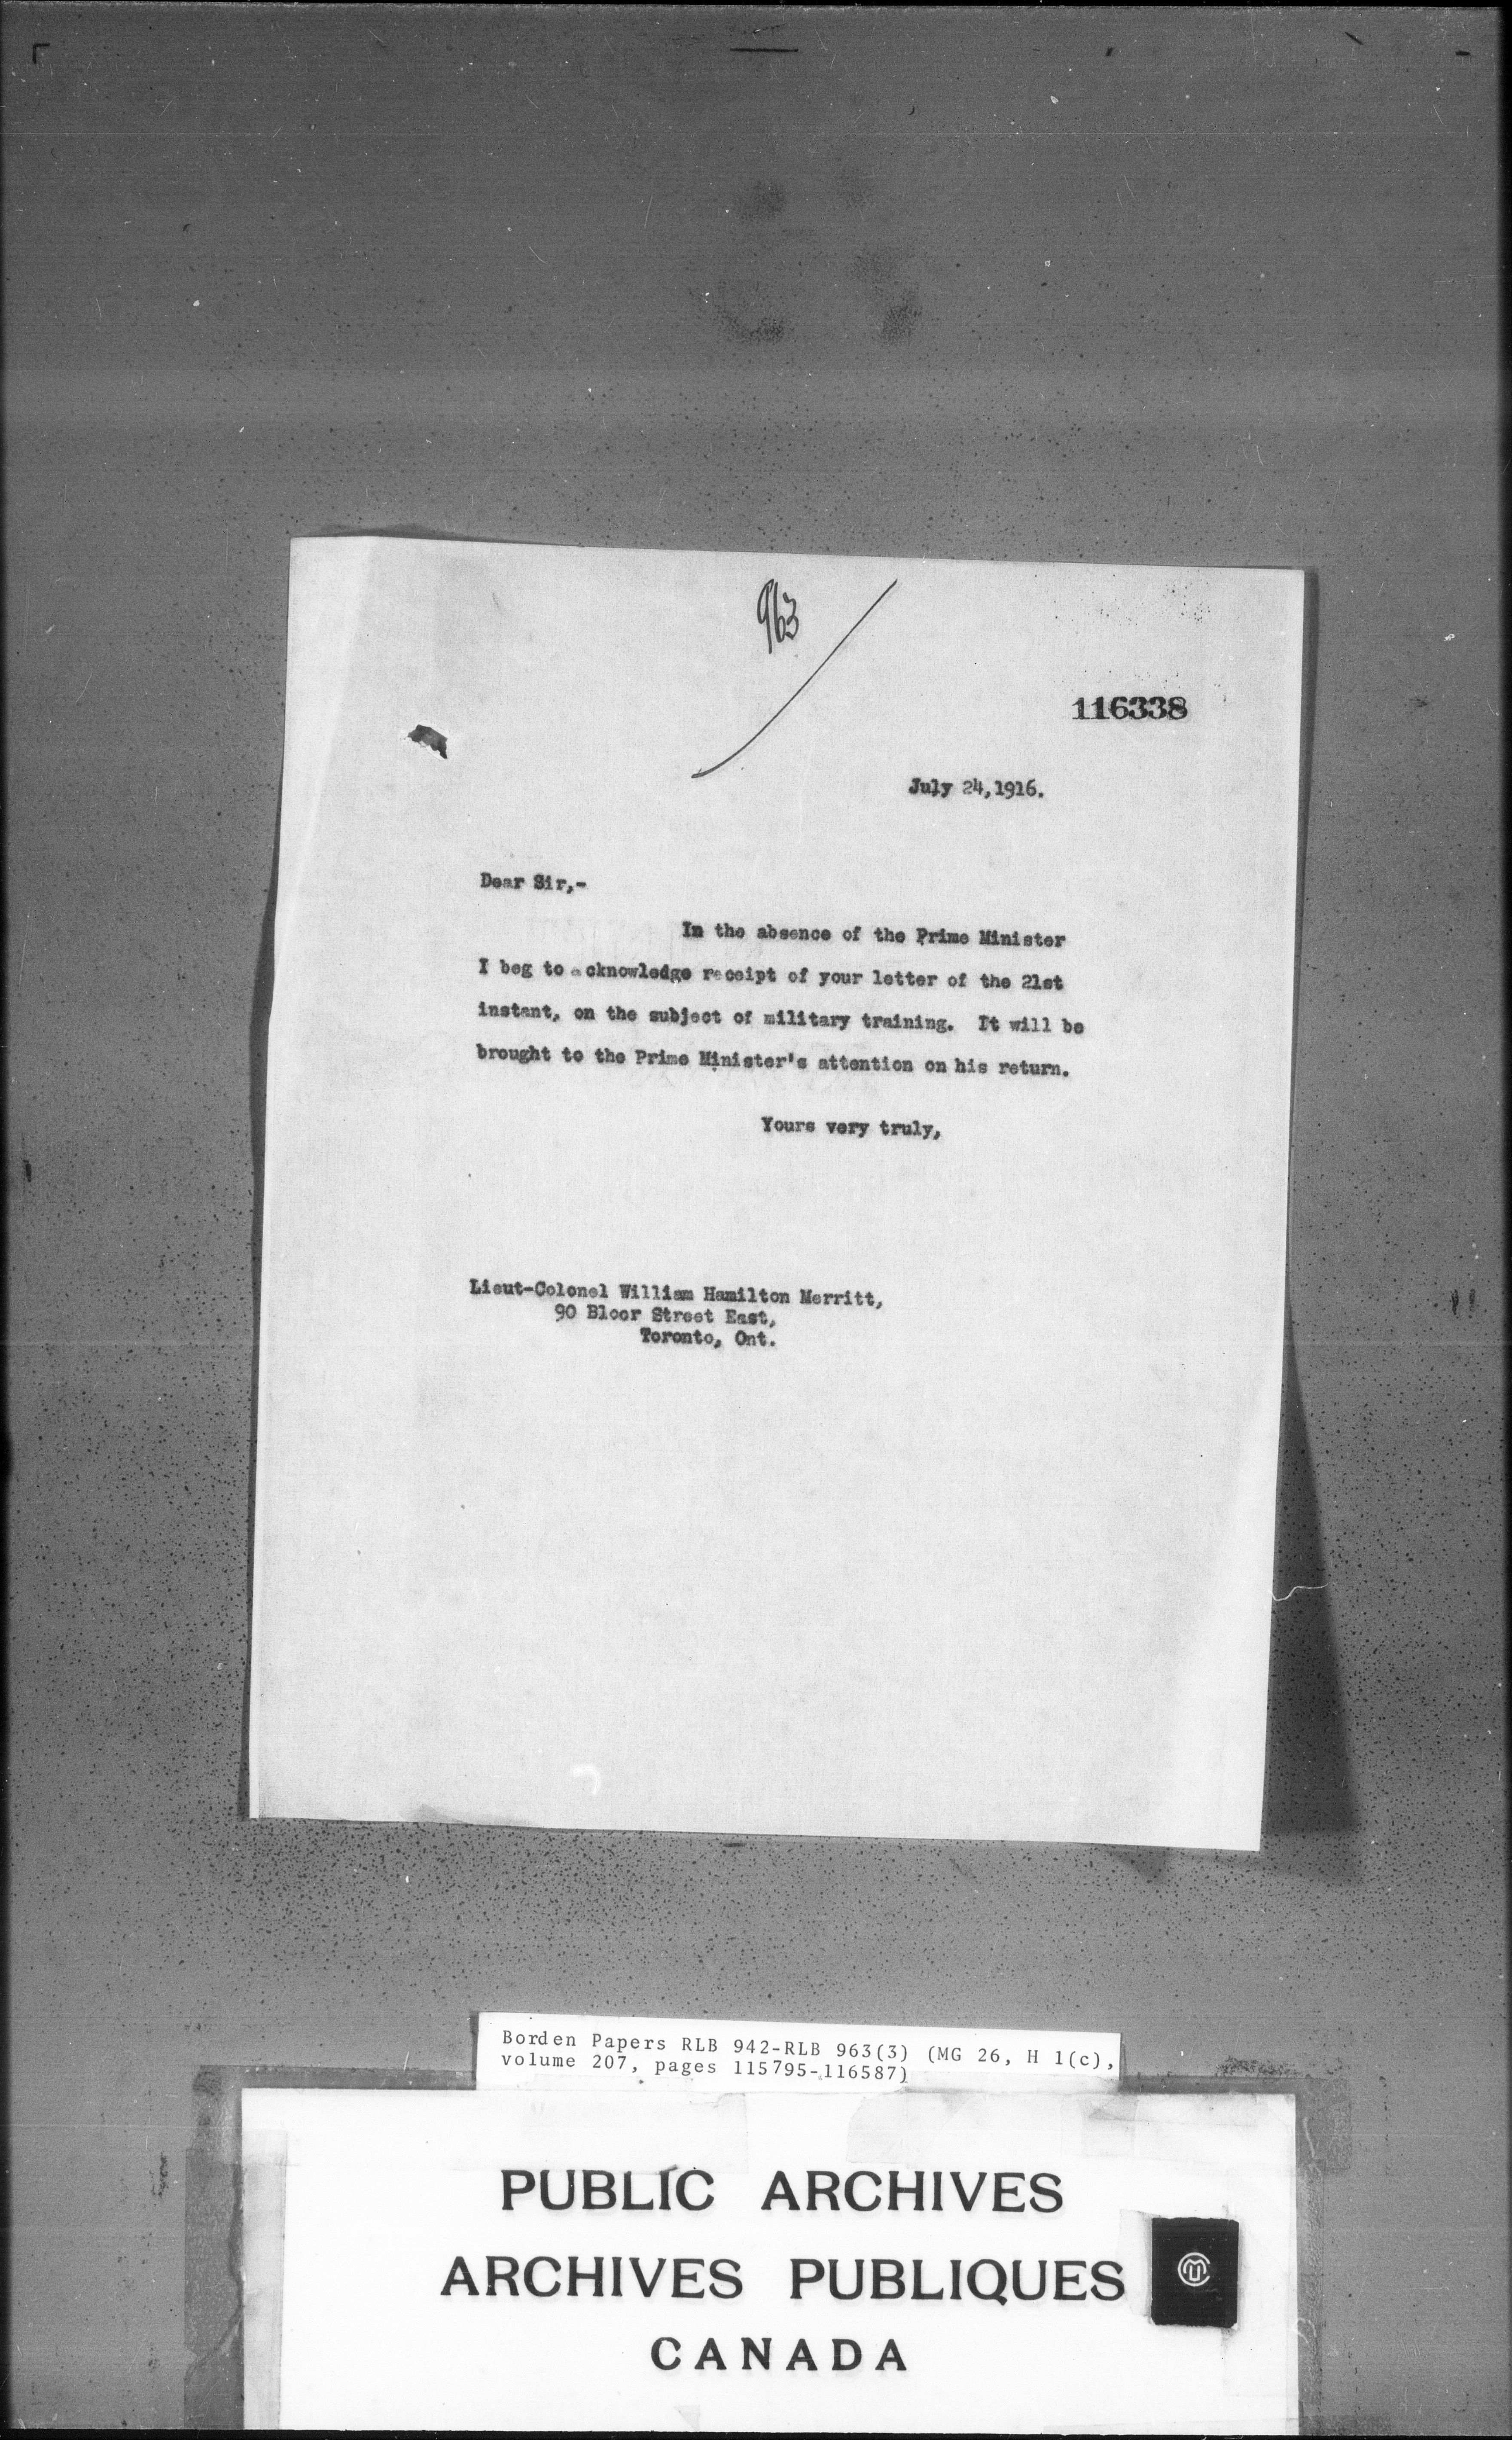 963
116338
July 24,1916.
Dear Sir,-
In the absence of the Prime Minister
I beg to acknowledge receipt of your letter of the 21st
instant, on the subject of military training.  It will be
brought to the Prime Minister's attention on his return.
Yours very truly,
Lieut-Colonel William Hamilton Merritt,
90 Bloor Street East,
Toronto, Ont.
Borden Papers RLB 942-RLB 963(3) (MG 26, H 1(c),
volume 207, pages 115795-116587)
PUBLIC ARCHIVES
ARCHIVES PUBLIQUES
CANADA